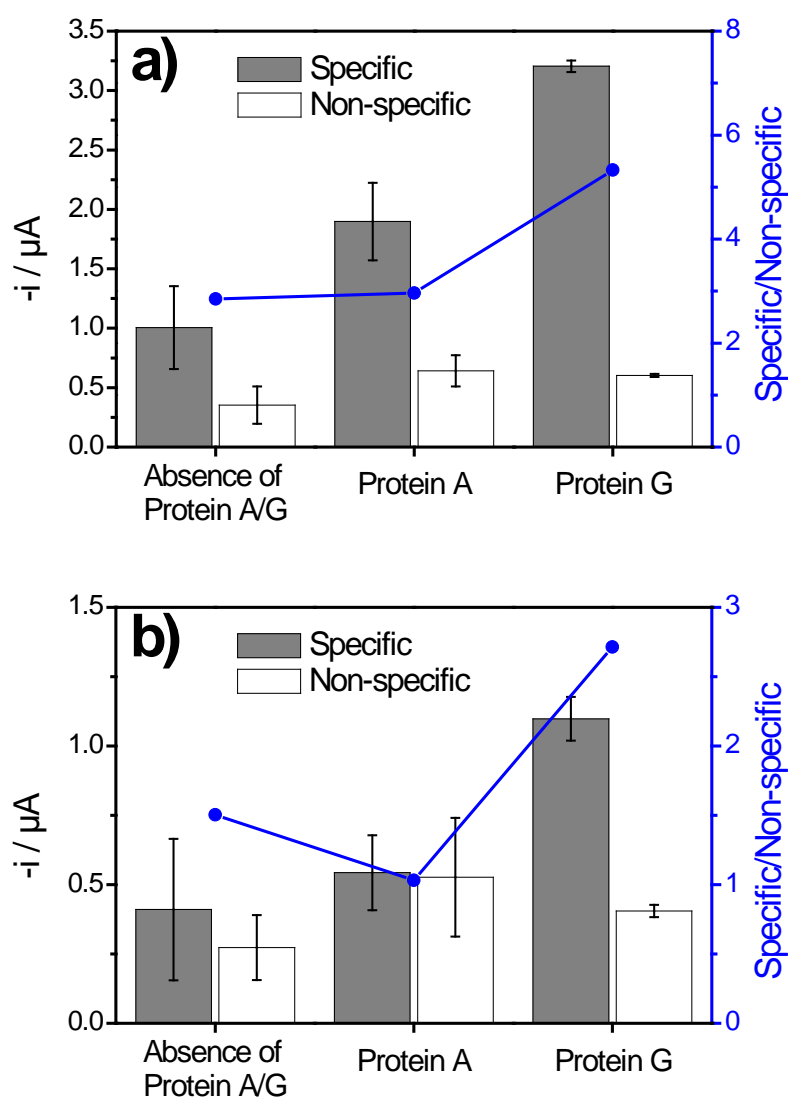 a)
Specific
Non-specific
-i / µA
3.5
3.0
2.5
2.0
1.5
1.0
0.5
0.0
8
6
4
2
0
Specific/Non-specific
Absence of
Protein A/G
Protein A
Protein G
b)
Specific
Non-specific
-i / µA
1.5
1.0
0.5
0.0
3
2
1
0
Specific/Non-specific
Absence of
Protein A/G
Protein A
Protein G